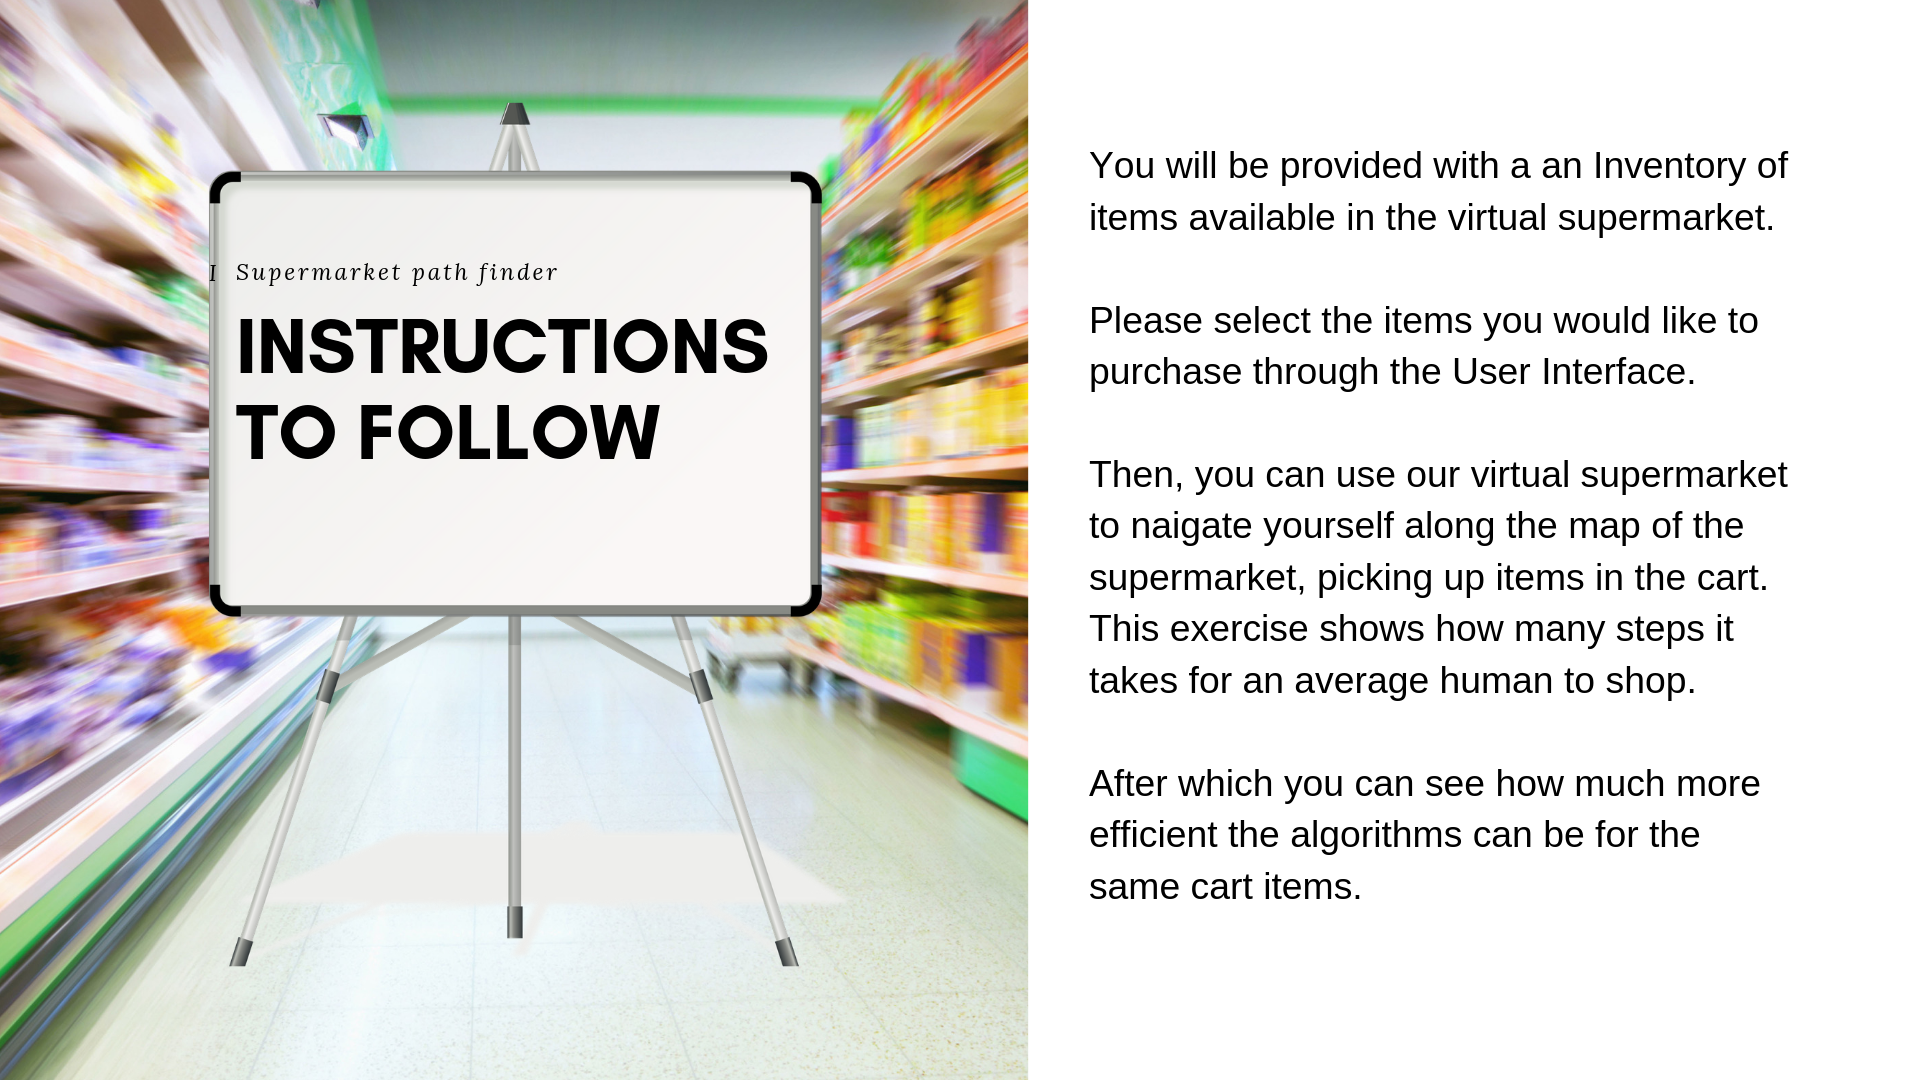 I Supermarket path finder
INSTRUCTIONS
TO FOLLOW
You will be provided with a an Inventory of
items available in the virtual supermarket.
Please select the items you would like to
purchase through the User Interface.
Then, you can use our virtual supermarket
to naigate yourself along the map of the
supermarket, picking up items in the cart.
This exercise shows how many steps it
takes for an average human to shop.
After which you can see how much more
efficient the algorithms can be for the
same cart items.